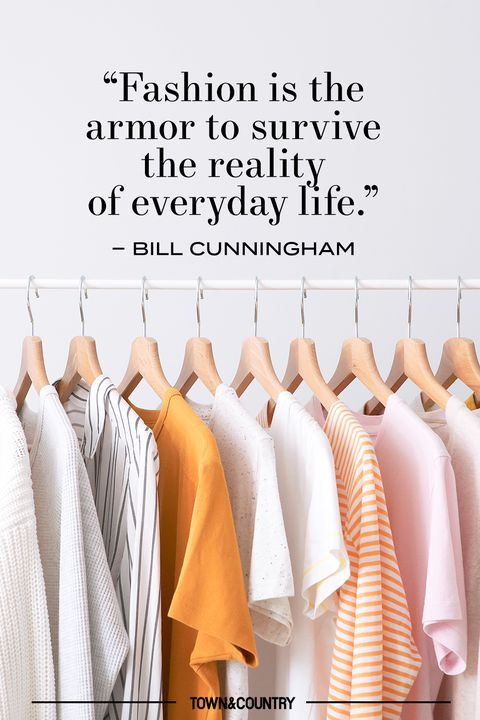 “Fashion is the
armor to survive
the reality
of everyday life.”
– BILL CUNNINGHAM
TOWN&COUNTRY